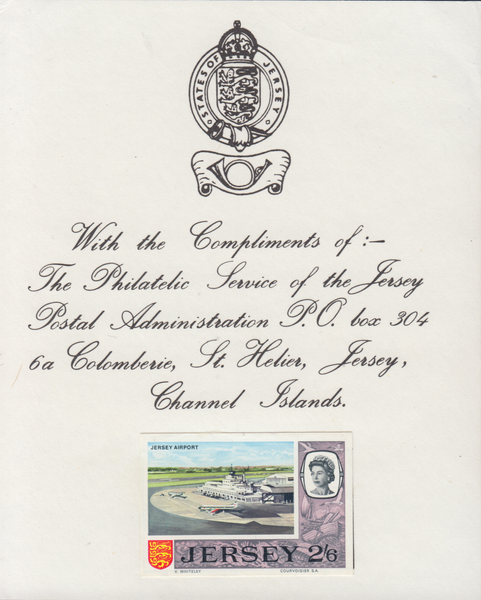 STATES OF JERSEY
With the Compliments of :—
The Philatelic Service of the Jersey
Postal Administration P.O. box 304
6a Colomberie, St. Helier, Jersey,
Channel Islands.
JERSEY AIRPORT
JERSEY 2/6
V. WHITELEY COURVOISIER S.A.